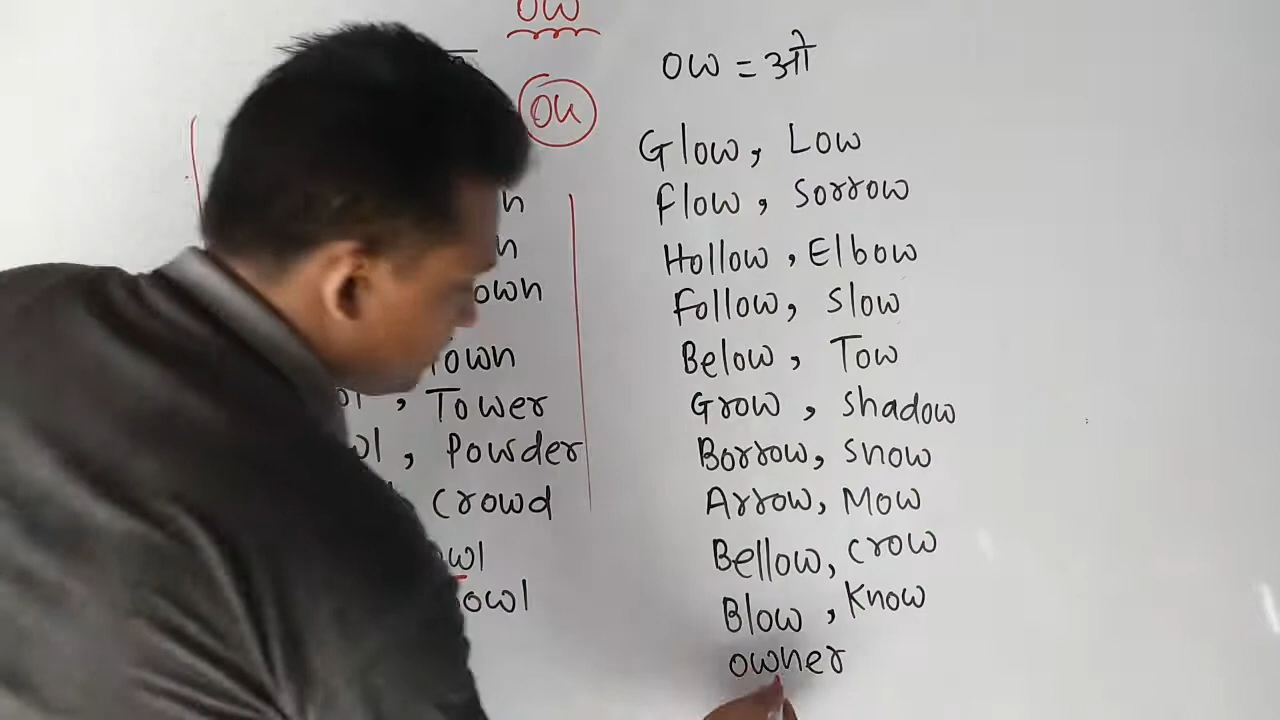 ow
ou
ow = ओ
n
n
own
Town
, Tower
, Powder
Crowd
owl
owl
Glow, Low
Flow, Sorrow
Hollow, Elbow
Follow, Slow
Below, Tow
Grow, Shadow
Borrow, Snow
Arrow, Mow
Bellow, Crow
Blow, Know
Owner